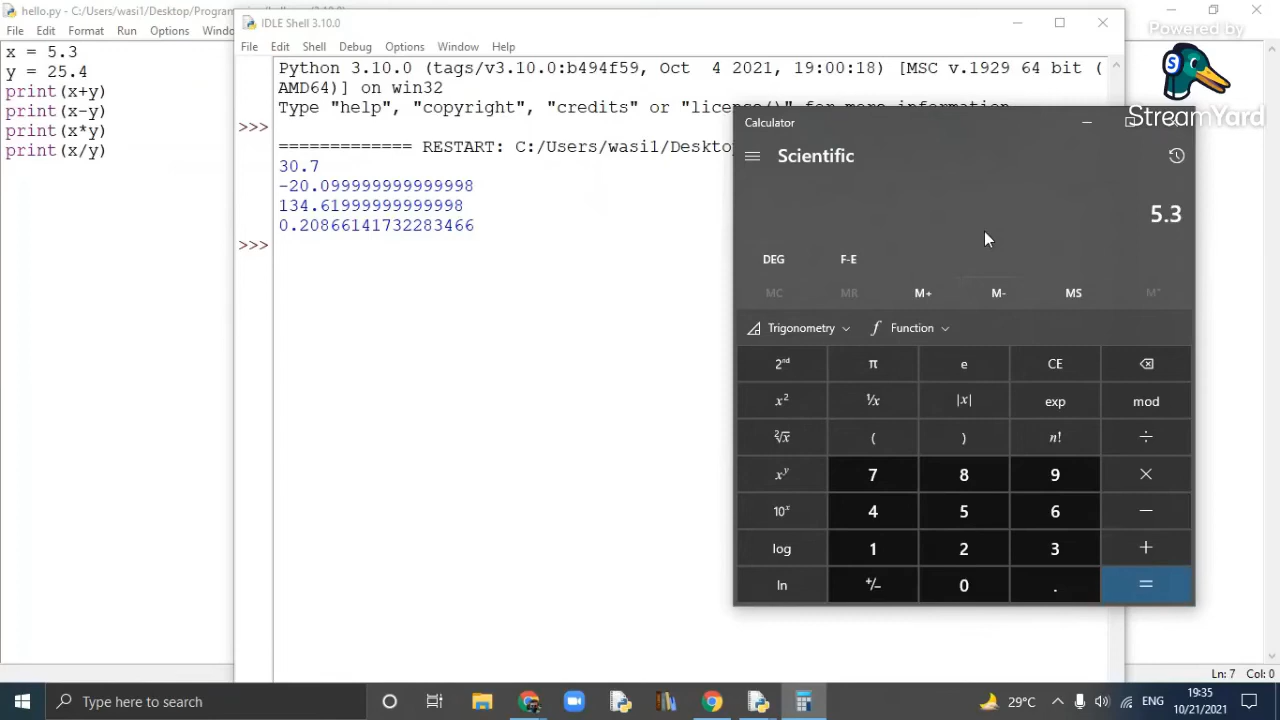 hello.py - C:/Users/wasi1/Desktop/Program
File Edit Format Run Options Windo
x = 5.3
y = 25.4
print(x+y)
print(x-y)
print(x*y)
print(x/y)
IDLE Shell 3.10.0
File Edit Shell Debug Options Window Help
Python 3.10.0 (tags/v3.10.0:b494f59, Oct 4 2021, 19:00:18) [MSC v.1929 64 bit (
AMD64)] on win32
Type "help", "copyright", "credits" or "license()" for more information.
>>>
============= RESTART: C:/Users/wasi1/Deskto
30.7
-20.099999999999998
134.61999999999998
0.20866141732283466
>>>
Powered by
S
StreamYard
Calculator
Scientific
5.3
DEG F-E
MC MR M+ M- MS M˅
Trigonometry f Function
2ⁿᵈ π e CE
x² ¹/x |x| exp mod
²√x ( ) n! ÷
xʸ 7 8 9 ×
10ˣ 4 5 6 −
log 1 2 3 +
ln +/− 0 . =
Ln: 7 Col: 0
Type here to search
29°C
ENG
19:35
10/21/2021